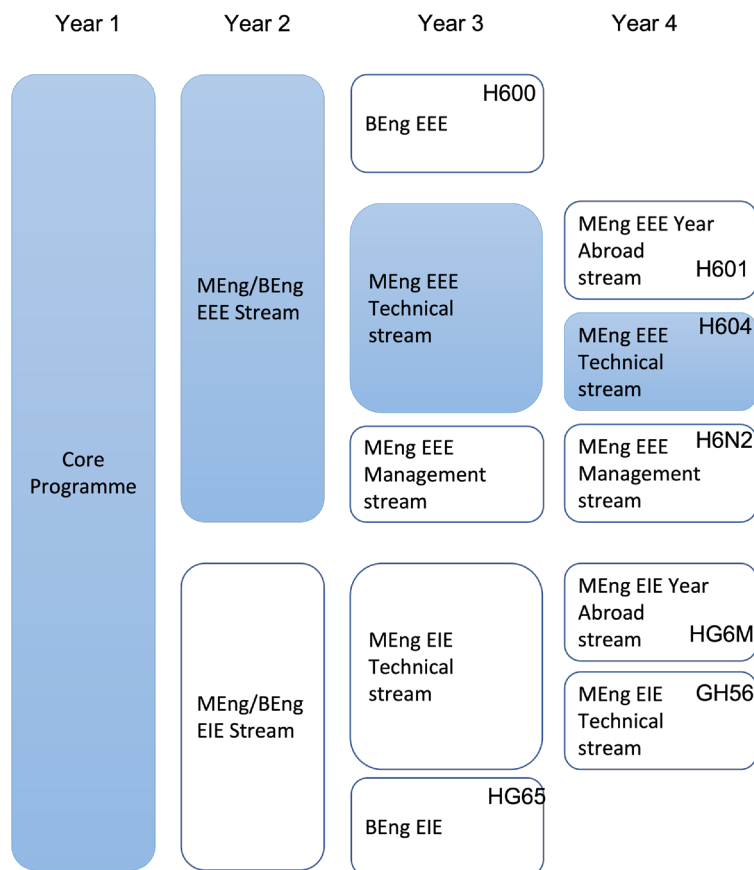 Year 1
Year 2
Year 3
Year 4
Core
Programme
MEng/BEng
EEE Stream
MEng/BEng
EIE Stream
H600
BEng EEE
MEng EEE
Technical
stream
MEng EEE
Management
stream
MEng EIE
Technical
stream
HG65
BEng EIE
MEng EEE Year
Abroad
stream
H601
H604
MEng EEE
Technical
stream
H6N2
MEng EEE
Management
stream
MEng EIE Year
Abroad
stream
HG6M
GH56
MEng EIE
Technical
stream